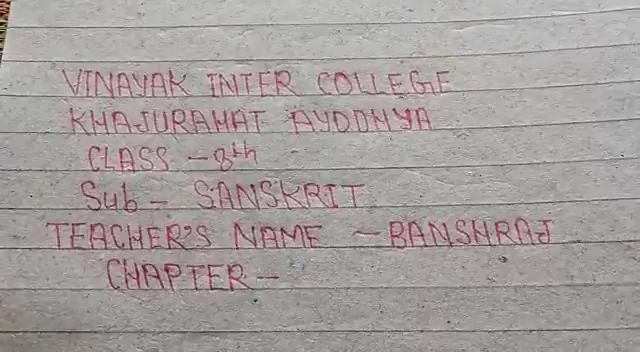 VINAYAK INTER COLLEGE
KHAJURAHAT AYODHYA
CLASS - 8th
Sub - SANSKRIT
TEACHER'S NAME - BANSHRAJ
CHAPTER -